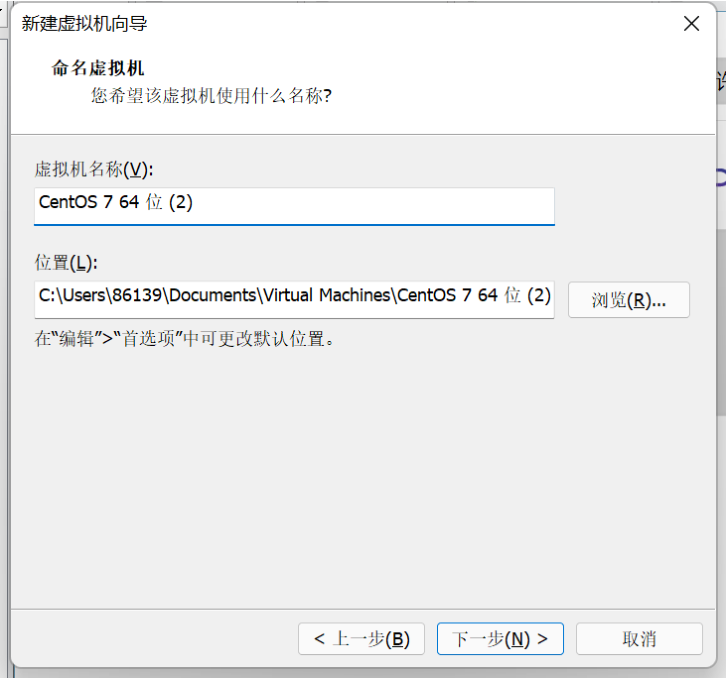 新建虚拟机向导
命名虚拟机
您希望该虚拟机使用什么名称?
虚拟机名称(V):
CentOS 7 64 位 (2)
位置(L):
C:\Users\86139\Documents\Virtual Machines\CentOS 7 64 位 (2)
浏览(R)...
在“编辑”>“首选项”中可更改默认位置。
< 上一步(B)
下一步(N) >
取消